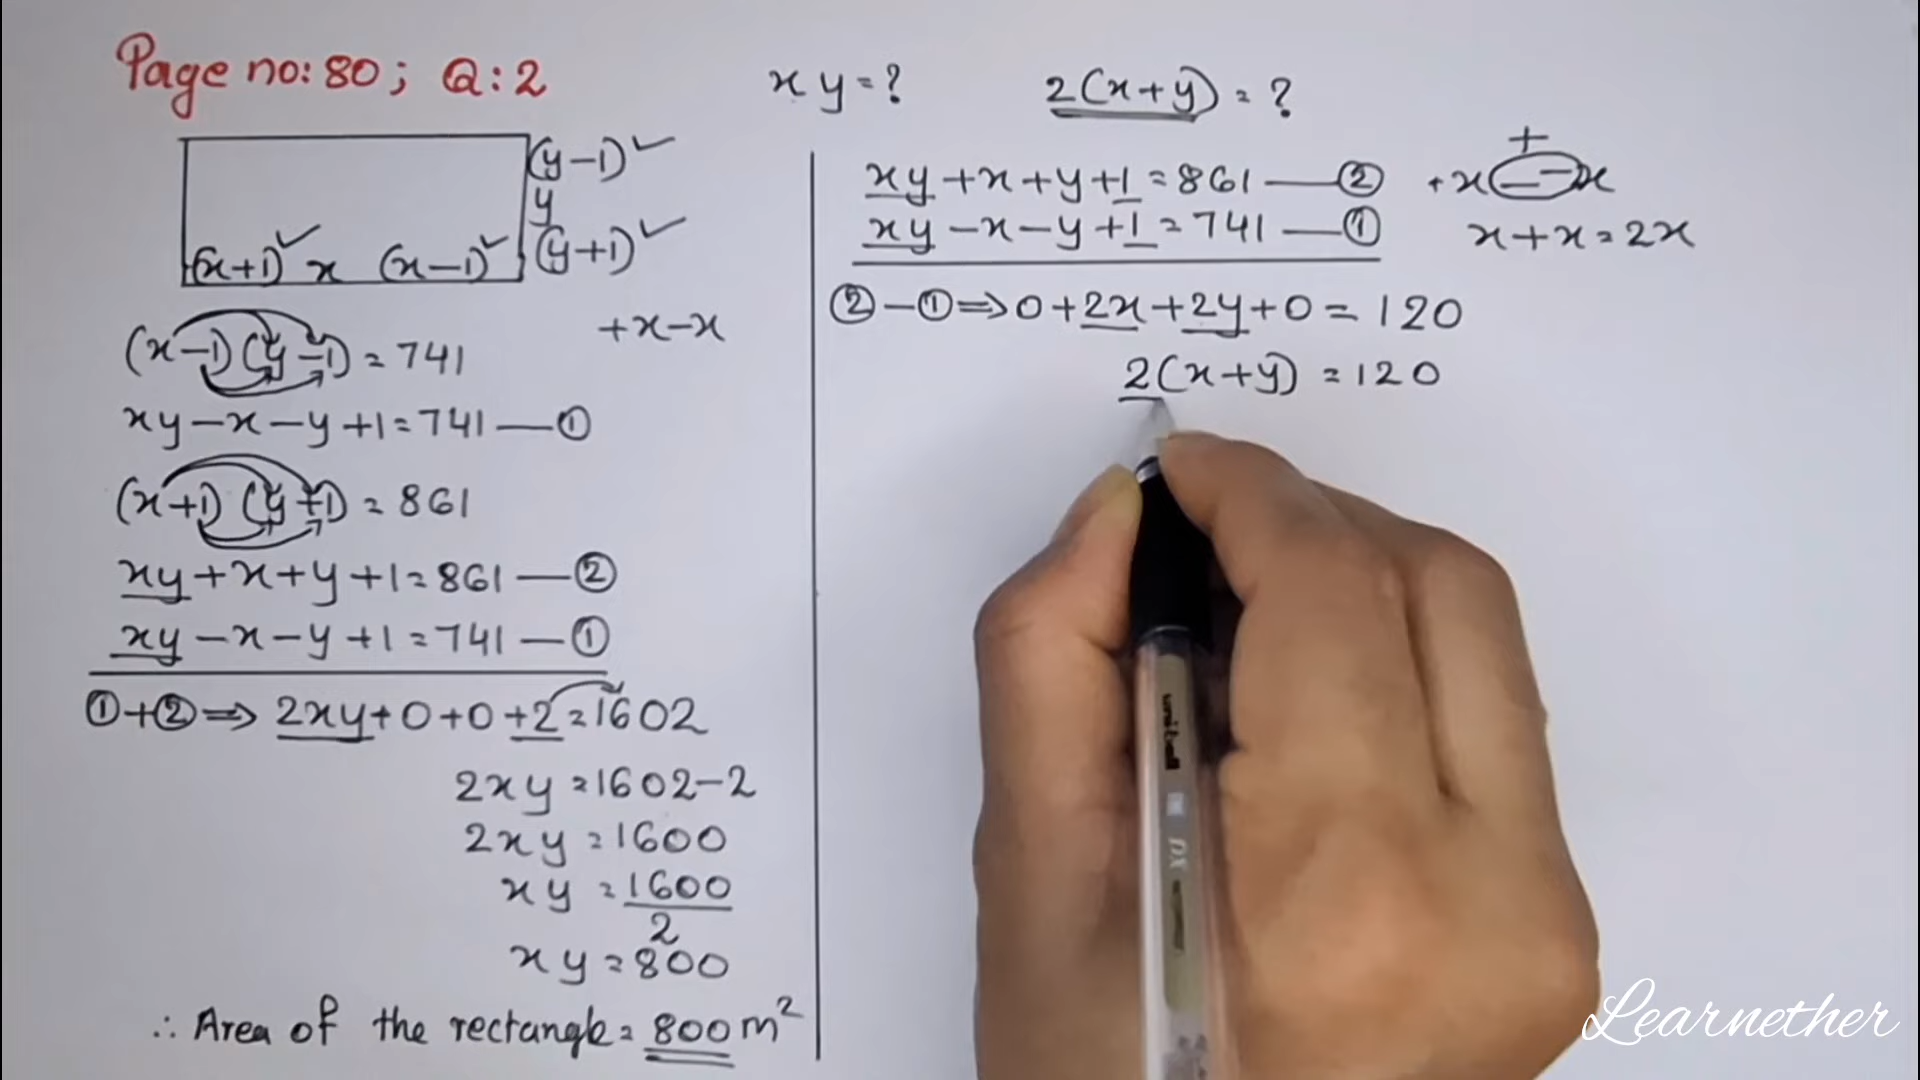 Page no: 80; Q: 2
xy = ?
2(x+y) = ?
(y-1)✓
y
(y+1)✓
(x+1)✓ x (x-1)✓
+x-x
(x-1)(y-1) = 741
xy-x-y+1 = 741 — ①
(x+1)(y+1) = 861
xy+x+y+1 = 861 — ②
xy-x-y+1 = 741 — ①
①+② ⇒ 2xy+0+0+2 = 1602
2xy = 1602-2
2xy = 1600
xy = 1600
2
xy = 800
∴ Area of the rectangle = 800 m²
xy+x+y+1 = 861 — ②
xy-x-y+1 = 741 — ①
②-① ⇒ 0+2x+2y+0 = 120
2(x+y) = 120
+
+x--x
x+x = 2x
uniball
DX
Learnether